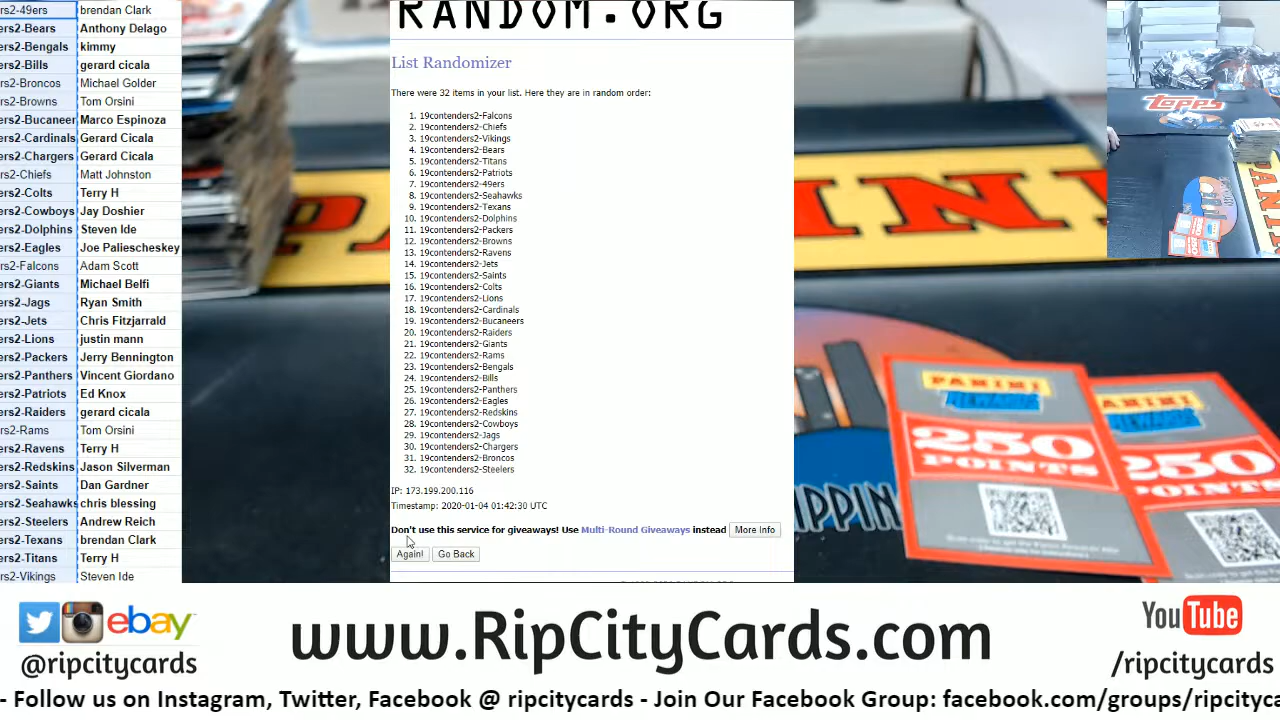 rs2-49ers brendan Clark
ers2-Bears Anthony Delago
ers2-Bengals kimmy
ers2-Bills gerard cicala
ers2-Broncos Michael Golder
ers2-Browns Tom Orsini
ers2-Bucaneer Marco Espinoza
ers2-Cardinals Gerard Cicala
ers2-Chargers Gerard Cicala
ers2-Chiefs Matt Johnston
ers2-Colts Terry H
ers2-Cowboys Jay Doshier
ers2-Dolphins Steven Ide
ers2-Eagles Joe Paliescheskey
ers2-Falcons Adam Scott
ers2-Giants Michael Belfi
ers2-Jags Ryan Smith
ers2-Jets Chris Fitzjarrald
ers2-Lions justin mann
ers2-Packers Jerry Bennington
ers2-Panthers Vincent Giordano
ers2-Patriots Ed Knox
ers2-Raiders gerard cicala
ers2-Rams Tom Orsini
ers2-Ravens Terry H
ers2-Redskins Jason Silverman
ers2-Saints Dan Gardner
ers2-Seahawks chris blessing
ers2-Steelers Andrew Reich
ers2-Texans brendan Clark
ers2-Titans Terry H
ers2-Vikings Steven Ide
RANDOM.ORG
List Randomizer
There were 32 items in your list. Here they are in random order:
1. 19contenders2-Falcons
2. 19contenders2-Chiefs
3. 19contenders2-Vikings
4. 19contenders2-Bears
5. 19contenders2-Titans
6. 19contenders2-Patriots
7. 19contenders2-49ers
8. 19contenders2-Seahawks
9. 19contenders2-Texans
10. 19contenders2-Dolphins
11. 19contenders2-Packers
12. 19contenders2-Browns
13. 19contenders2-Ravens
14. 19contenders2-Jets
15. 19contenders2-Saints
16. 19contenders2-Colts
17. 19contenders2-Lions
18. 19contenders2-Cardinals
19. 19contenders2-Bucaneers
20. 19contenders2-Raiders
21. 19contenders2-Giants
22. 19contenders2-Rams
23. 19contenders2-Bengals
24. 19contenders2-Bills
25. 19contenders2-Panthers
26. 19contenders2-Eagles
27. 19contenders2-Redskins
28. 19contenders2-Cowboys
29. 19contenders2-Jags
30. 19contenders2-Chargers
31. 19contenders2-Broncos
32. 19contenders2-Steelers
IP: 173.199.200.116
Timestamp: 2020-01-04 01:42:30 UTC
Don't use this service for giveaways! Use Multi-Round Giveaways instead More Info
Again! Go Back
topps
PANINI
REWARDS
250
POINTS
PANINI
REWARDS
250
POINTS
IPPIN
ebay
@ripcitycards
www.RipCityCards.com
YouTube
/ripcitycards
- Follow us on Instagram, Twitter, Facebook @ ripcitycards - Join Our Facebook Group: facebook.com/groups/ripcityca